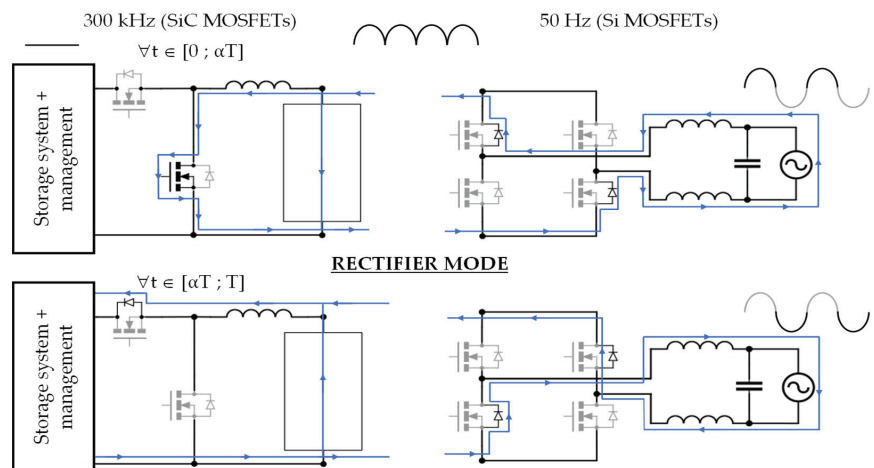 300 kHz (SiC MOSFETs)
50 Hz (Si MOSFETs)
∀t ∈ [0 ; αT]
Storage system +
management
RECTIFIER MODE
∀t ∈ [αT ; T]
Storage system +
management